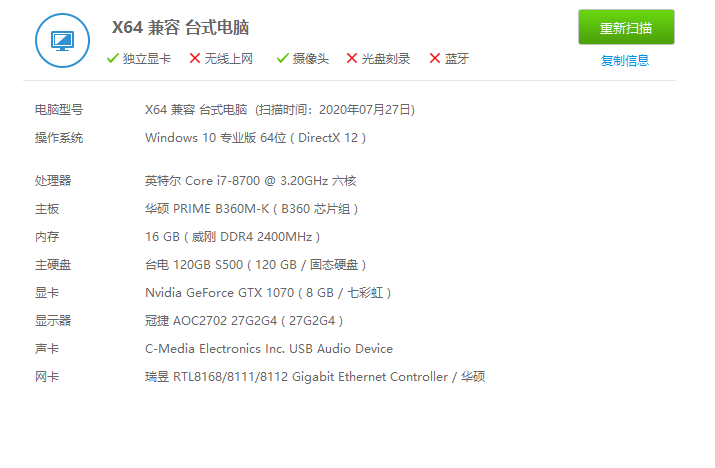 X64 兼容 台式电脑
重新扫描
独立显卡 无线上网 摄像头 光盘刻录 蓝牙
复制信息
电脑型号 X64 兼容 台式电脑 (扫描时间：2020年07月27日)
操作系统 Windows 10 专业版 64位 ( DirectX 12 )
处理器 英特尔 Core i7-8700 @ 3.20GHz 六核
主板 华硕 PRIME B360M-K ( B360 芯片组 )
内存 16 GB ( 威刚 DDR4 2400MHz )
主硬盘 台电 120GB S500 ( 120 GB / 固态硬盘 )
显卡 Nvidia GeForce GTX 1070 ( 8 GB / 七彩虹 )
显示器 冠捷 AOC2702 27G2G4 ( 27G2G4 )
声卡 C-Media Electronics Inc. USB Audio Device
网卡 瑞昱 RTL8168/8111/8112 Gigabit Ethernet Controller / 华硕